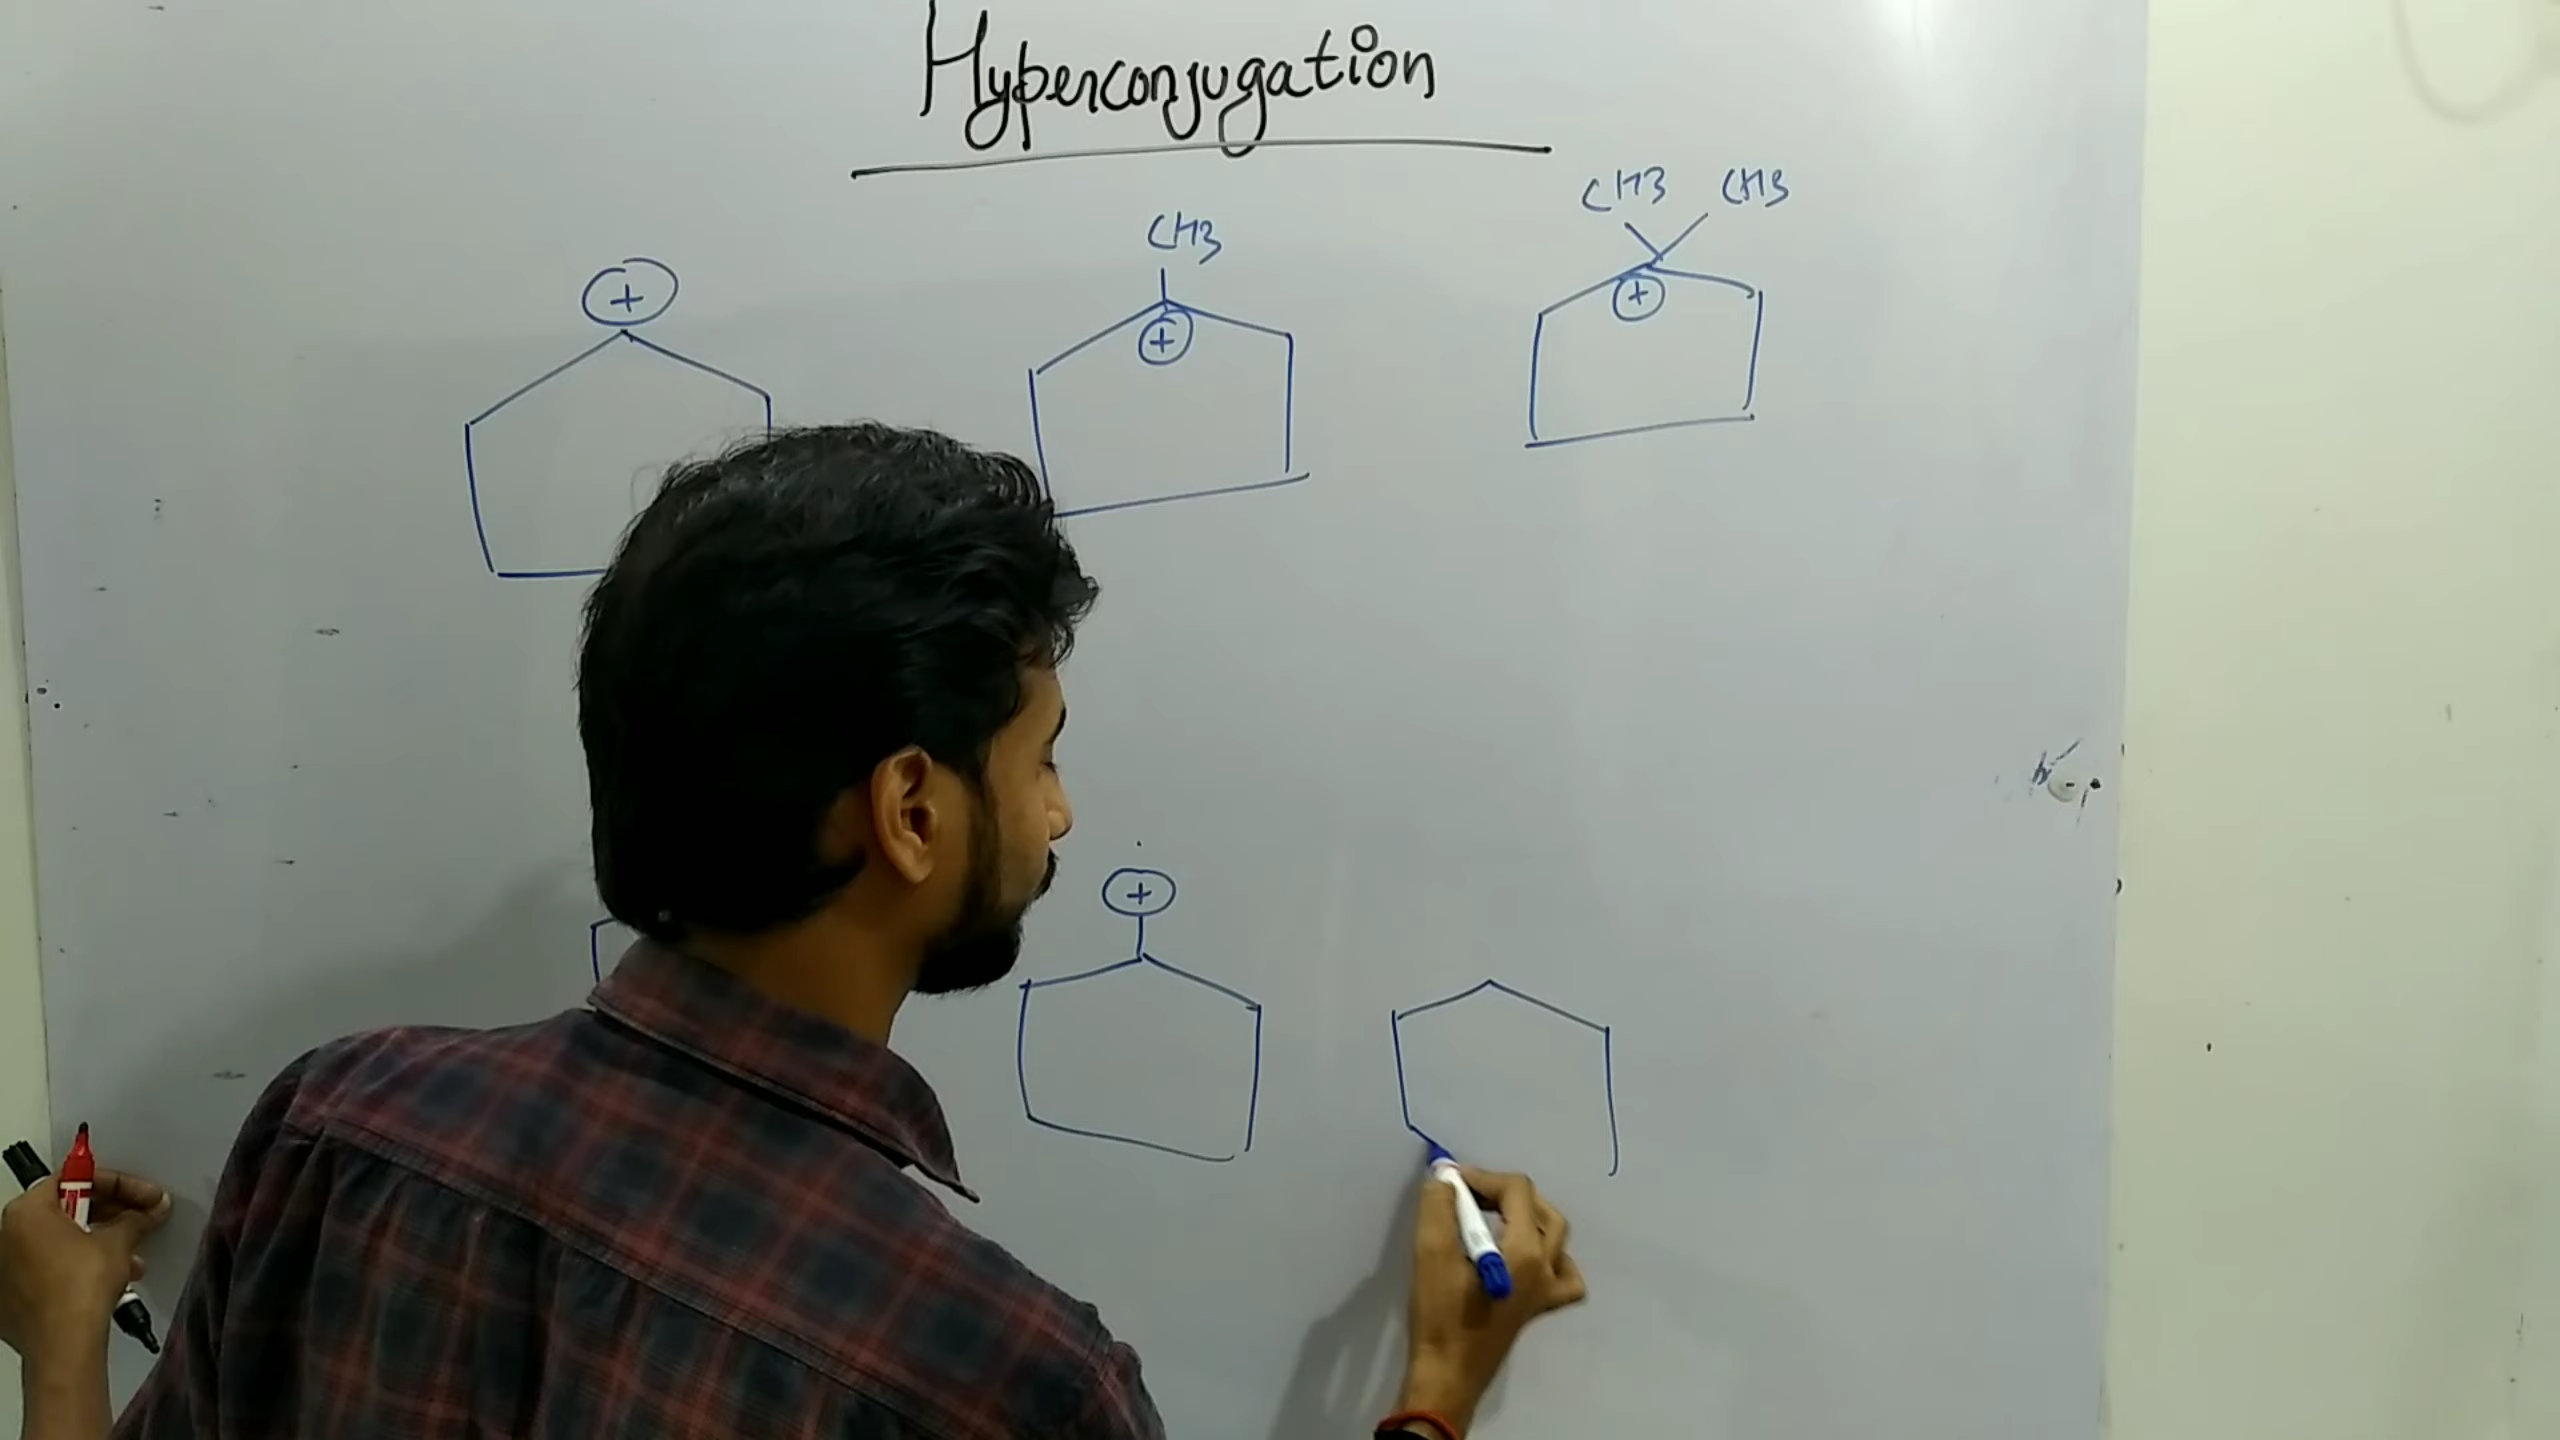 Hyperconjugation
CH3 CH3
CH3
+ + +
+